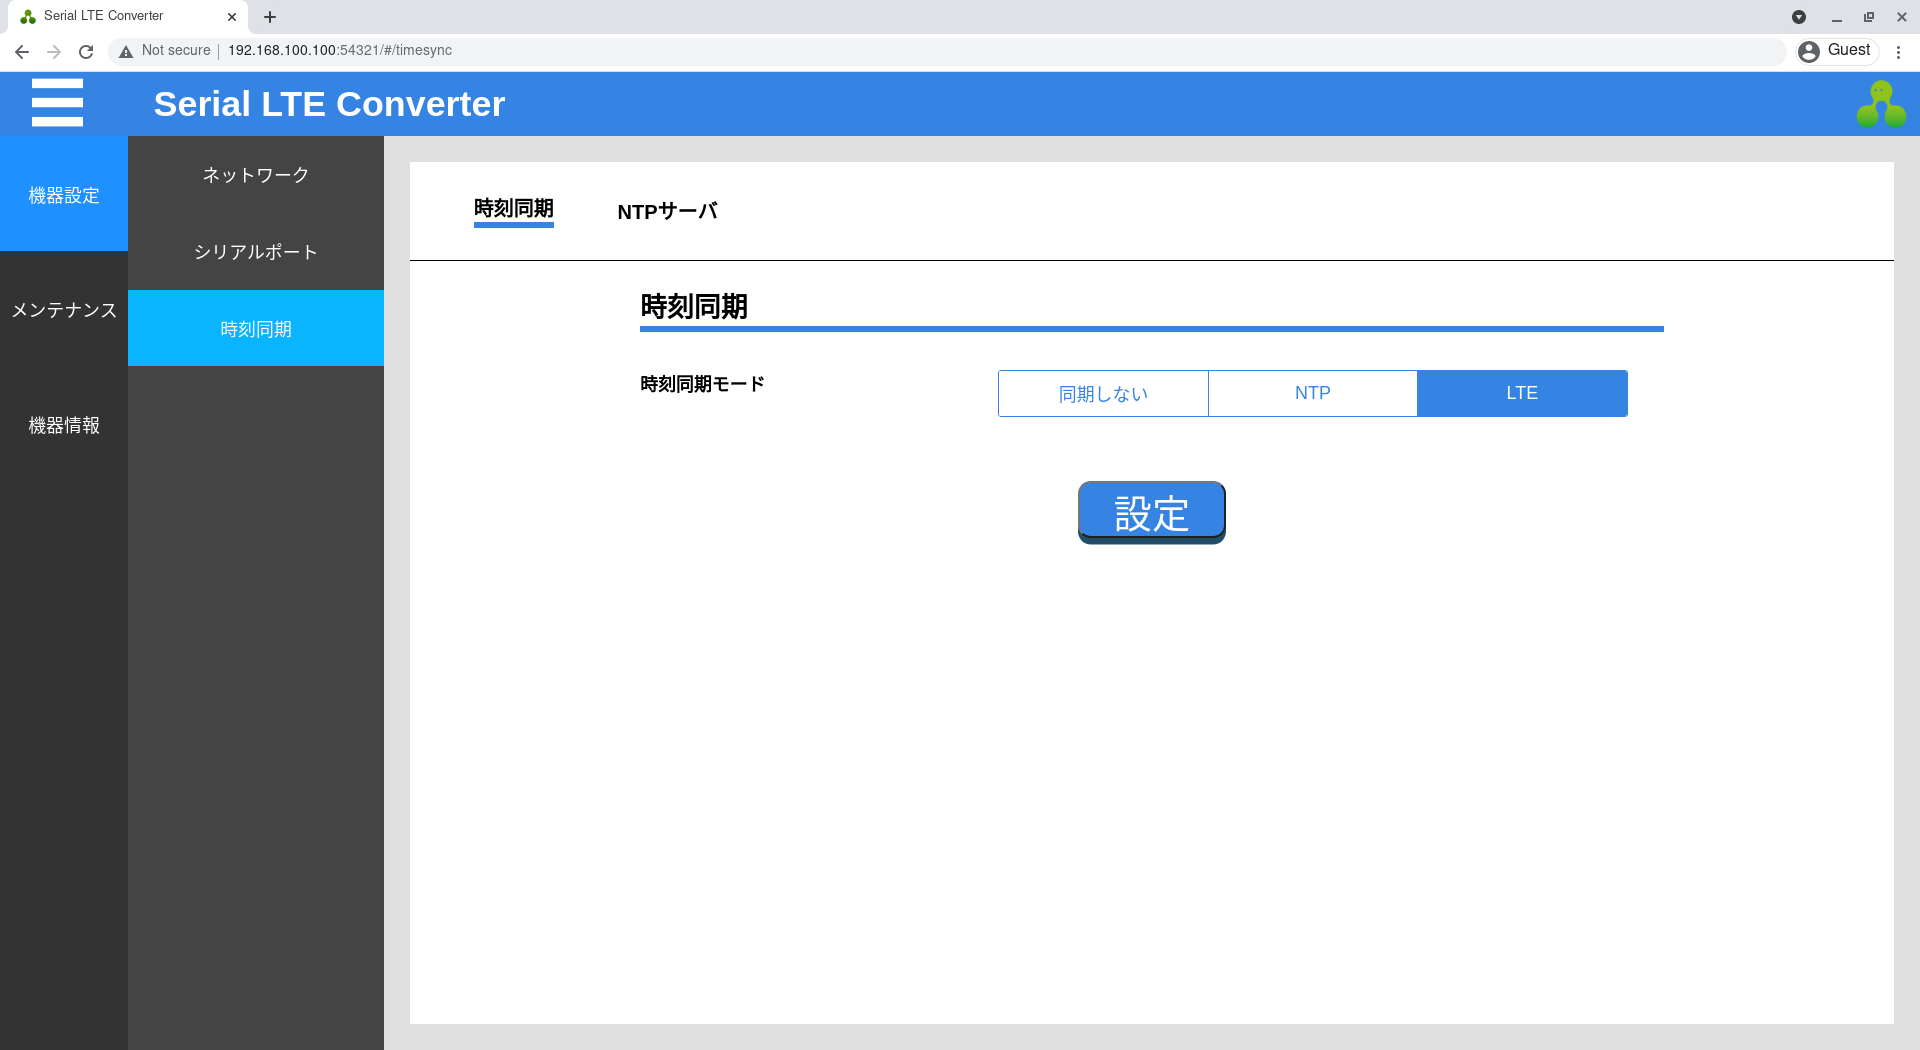 Serial LTE Converter
Not secure
192.168.100.100:54321/#/timesync
Guest
Serial LTE Converter
機器設定
メンテナンス
機器情報
ネットワーク
シリアルポート
時刻同期
時刻同期
NTPサーバ
時刻同期
時刻同期モード
同期しない
NTP
LTE
設定